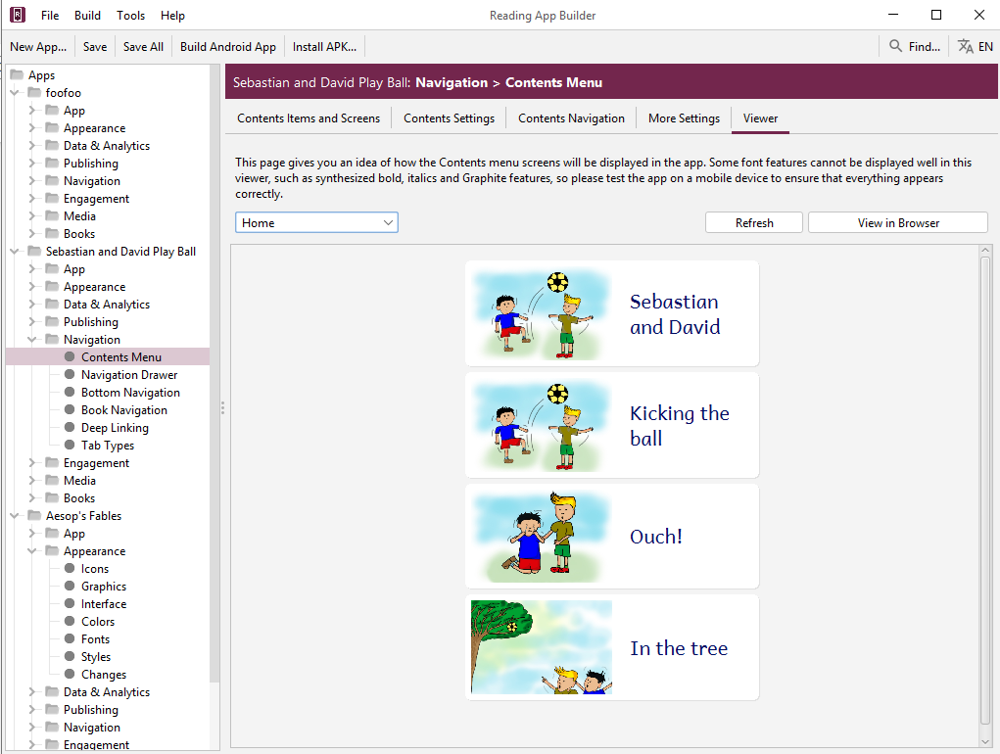 File Build Tools Help Reading App Builder
New App... Save Save All Build Android App Install APK... Find... EN
Apps
foofoo
App
Appearance
Data & Analytics
Publishing
Navigation
Engagement
Media
Books
Sebastian and David Play Ball
App
Appearance
Data & Analytics
Publishing
Navigation
Contents Menu
Navigation Drawer
Bottom Navigation
Book Navigation
Deep Linking
Tab Types
Engagement
Media
Books
Aesop's Fables
App
Appearance
Icons
Graphics
Interface
Colors
Fonts
Styles
Changes
Data & Analytics
Publishing
Navigation
Engagement
Sebastian and David Play Ball: Navigation > Contents Menu
Contents Items and Screens Contents Settings Contents Navigation More Settings Viewer
This page gives you an idea of how the Contents menu screens will be displayed in the app. Some font features cannot be displayed well in this
viewer, such as synthesized bold, italics and Graphite features, so please test the app on a mobile device to ensure that everything appears
correctly.
Home Refresh View in Browser
Sebastian
and David
Kicking the
ball
Ouch!
In the tree